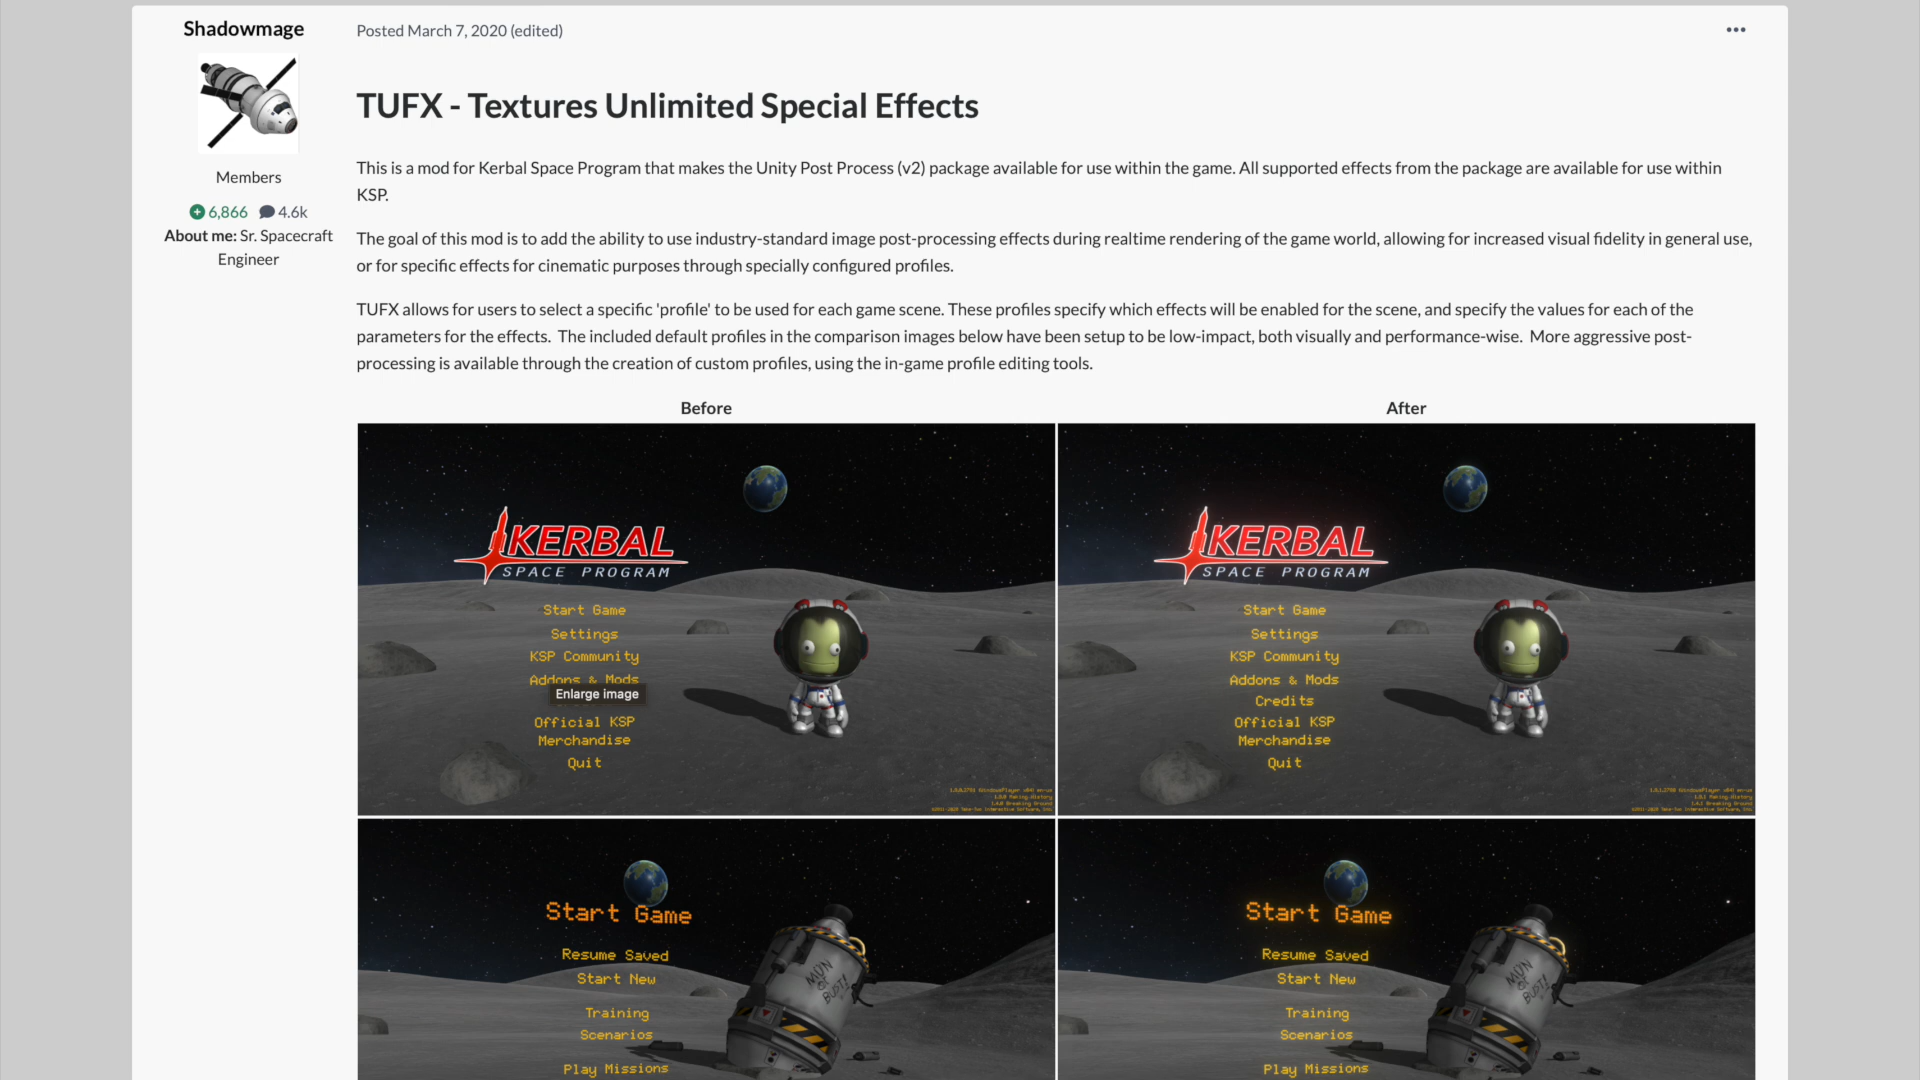 Shadowmage
Posted March 7, 2020 (edited)
Members
6,866 4.6k
About me: Sr. Spacecraft
Engineer
TUFX - Textures Unlimited Special Effects
This is a mod for Kerbal Space Program that makes the Unity Post Process (v2) package available for use within the game. All supported effects from the package are available for use within
KSP.
The goal of this mod is to add the ability to use industry-standard image post-processing effects during realtime rendering of the game world, allowing for increased visual fidelity in general use,
or for specific effects for cinematic purposes through specially configured profiles.
TUFX allows for users to select a specific 'profile' to be used for each game scene. These profiles specify which effects will be enabled for the scene, and specify the values for each of the
parameters for the effects.  The included default profiles in the comparison images below have been setup to be low-impact, both visually and performance-wise.  More aggressive post-
processing is available through the creation of custom profiles, using the in-game profile editing tools.
Before
After
KERBAL
SPACE PROGRAM
Start Game
Settings
KSP Community
Addons & Mods
Enlarge image
Official KSP
Merchandise
Quit
KERBAL
SPACE PROGRAM
Start Game
Settings
KSP Community
Addons & Mods
Credits
Official KSP
Merchandise
Quit
Start Game
Resume Saved
Start New
Training
Scenarios
Play Missions
MUN
OR
BUST!
Start Game
Resume Saved
Start New
Training
Scenarios
Play Missions
MUN
OR
BUST!